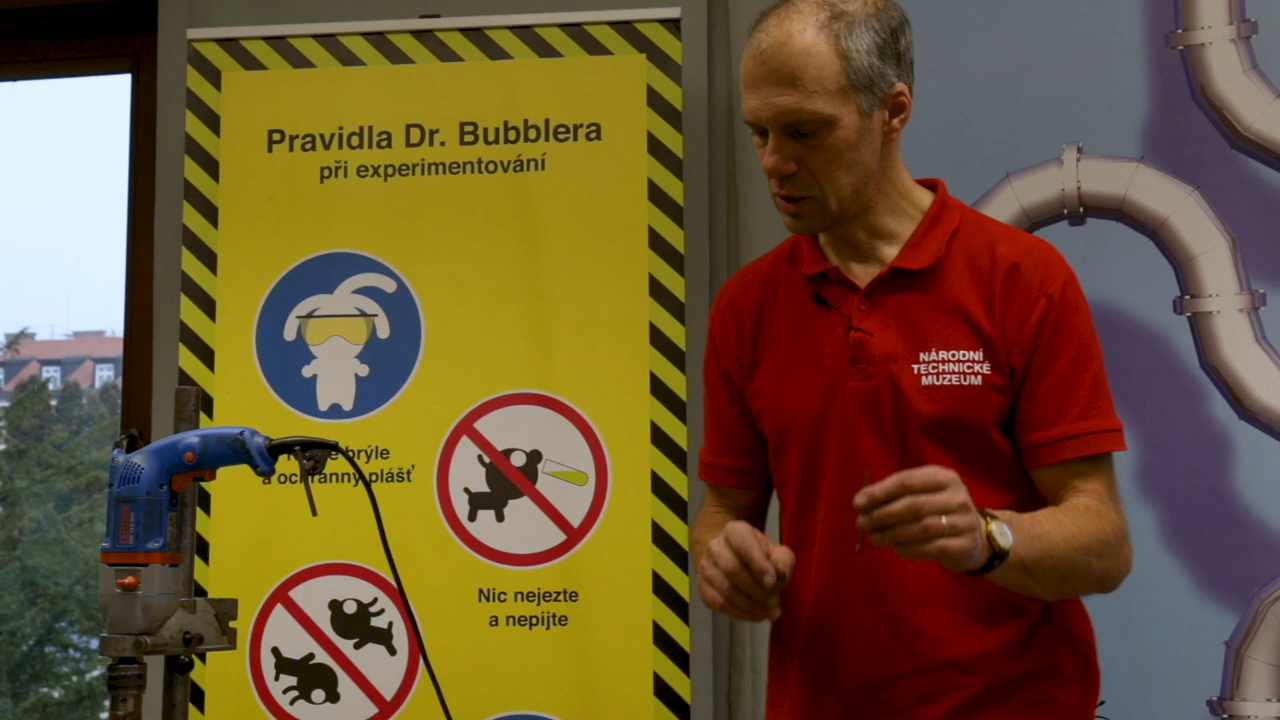 Pravidla Dr. Bubblera
při experimentování
brýle
a ochranný plášť
Nic nejezte
a nepijte
NÁRODNÍ
TECHNICKÉ
MUZEUM